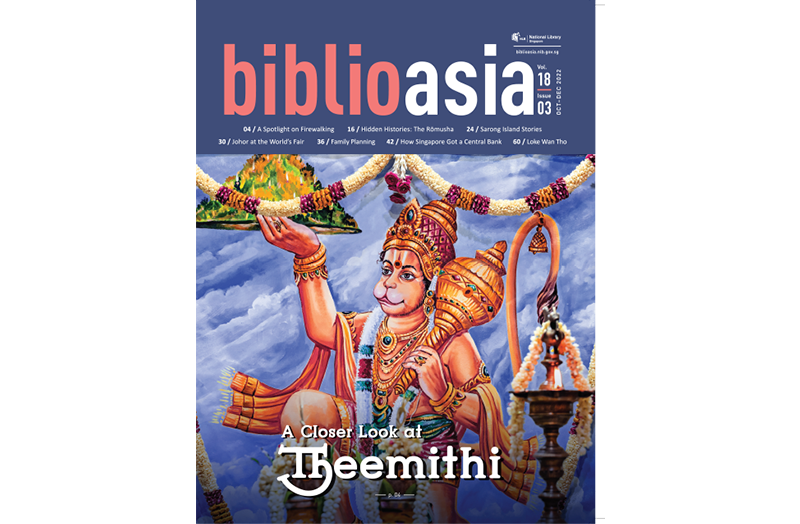 National Library
Singapore
biblioasia.nlb.gov.sg
biblioasia
Vol.
18
Issue
03
OCT–DEC 2022
04 / A Spotlight on Firewalking 16 / Hidden Histories: The Rōmusha 24 / Sarong Island Stories
30 / Johor at the World's Fair 36 / Family Planning 42 / How Singapore Got a Central Bank 60 / Loke Wan Tho
A Closer Look at
Theemithi
p. 04